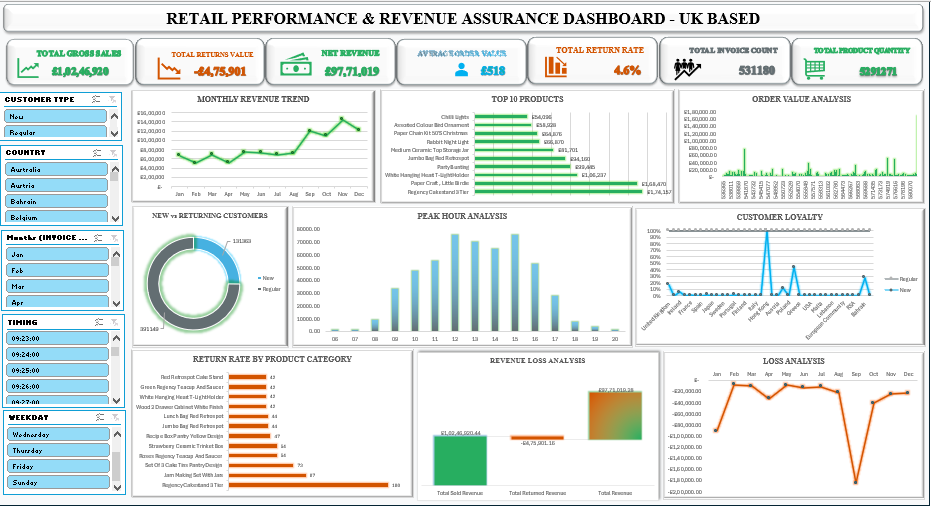 RETAIL PERFORMANCE & REVENUE ASSURANCE DASHBOARD - UK BASED
TOTAL GROSS SALES
£1,02,46,920
TOTAL RETURNS VALUE
-£4,75,901
NET REVENUE
£97,71,019
AVERAGE ORDER VALUE
£518
TOTAL RETURN RATE
4.6%
TOTAL INVOICE COUNT
531180
TOTAL PRODUCT QUANTITY
5291271
CUSTOMER TYPE
New
Regular
COUNTRY
Australia
Austria
Bahrain
Belgium
Months (INVOICE ...
Jan
Feb
Mar
Apr
TIMING
09:23:00
09:24:00
09:25:00
09:26:00
09:27:00
WEEKDAY
Wednesday
Thursday
Friday
Sunday
MONTHLY REVENUE TREND
£16,00,000
£14,00,000
£12,00,000
£10,00,000
£8,00,000
£6,00,000
£4,00,000
£2,00,000
£-
Jan Feb Mar Apr May Jun Jul Aug Sep Oct Nov Dec
TOP 10 PRODUCTS
Chilli Lights £54,096
Assorted Colour Bird Ornament £58,928
Paper Chain Kit 50'S Christmas £64,876
Rabbit Night Light £66,870
Medium Ceramic Top Storage Jar £81,701
Jumbo Bag Red Retrospot £94,160
Party Bunting £99,445
White Hanging Heart T-Light Holder £1,06,237
Paper Craft, Little Birdie £1,68,470
Regency Cakestand 3 Tier £1,74,157
ORDER VALUE ANALYSIS
£1,80,000.00
£1,60,000.00
£1,40,000.00
£1,20,000.00
£1,00,000.00
£80,000.00
£60,000.00
£40,000.00
£20,000.00
£-
NEW vs RETURNING CUSTOMERS
131363
391149
New
Regular
PEAK HOUR ANALYSIS
80000.00
70000.00
60000.00
50000.00
40000.00
30000.00
20000.00
10000.00
0.00
06 07 08 09 10 11 12 13 14 15 16 17 18 19 20
CUSTOMER LOYALTY
100%
90%
80%
70%
60%
50%
40%
30%
20%
10%
0%
United Kingdom
Ireland
France
Spain
Japan
Sweden
Portugal
Finland
Italy
Hong Kong
Austria
Poland
Greece
USA
Malta
Lebanon
European Community
RSA
Bahrain
Regular
New
RETURN RATE BY PRODUCT CATEGORY
Red Retrospot Cake Stand 42
Green Regency Teacup And Saucer 42
White Hanging Heart T-Light Holder 42
Wood 2 Drawer Cabinet White Finish 42
Lunch Bag Red Retrospot 44
Jumbo Bag Red Retrospot 44
Recipe Box Pantry Yellow Design 47
Strawberry Ceramic Trinket Box 54
Roses Regency Teacup And Saucer 54
Set Of 3 Cake Tins Pantry Design 73
Jam Making Set With Jars 87
Regency Cakestand 3 Tier
REVENUE LOSS ANALYSIS
£1,02,46,920.44
-£4,75,901.18
£97,71,019.26
Total Sold Revenue
Total Returned Revenue
Total Revenue
LOSS ANALYSIS
Jan Feb Mar Apr May Jun Jul Aug Sep Oct Nov Dec
£-
-£20,000.00
-£40,000.00
-£60,000.00
-£80,000.00
-£1,00,000.00
-£1,20,000.00
-£1,40,000.00
-£1,60,000.00
-£1,80,000.00
-£2,00,000.00